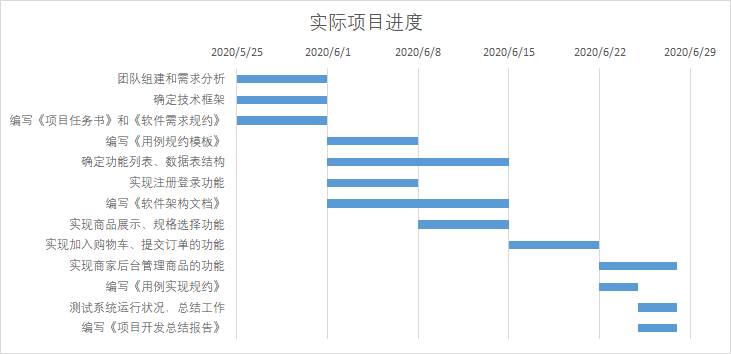 实际项目进度
2020/5/25 2020/6/1 2020/6/8 2020/6/15 2020/6/22 2020/6/29
团队组建和需求分析
确定技术框架
编写《项目任务书》和《软件需求规约》
编写《用例规约模板》
确定功能列表、数据表结构
实现注册登录功能
编写《软件架构文档》
实现商品展示、规格选择功能
实现加入购物车、提交订单的功能
实现商家后台管理商品的功能
编写《用例实现规约》
测试系统运行状况、总结工作
编写《项目开发总结报告》